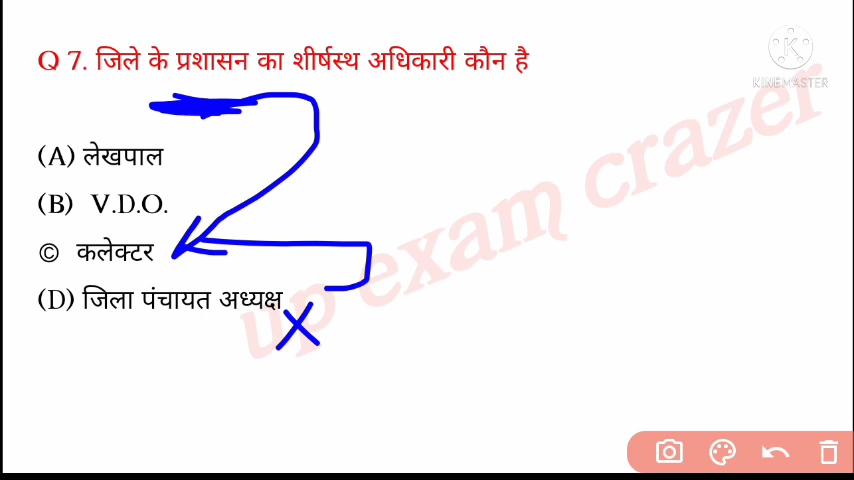 Q 7. जिले के प्रशासन का शीर्षस्थ अधिकारी कौन है
KINEMASTER
(A) लेखपाल
(B) V.D.O.
© कलेक्टर
(D) जिला पंचायत अध्यक्ष
up exam crazer